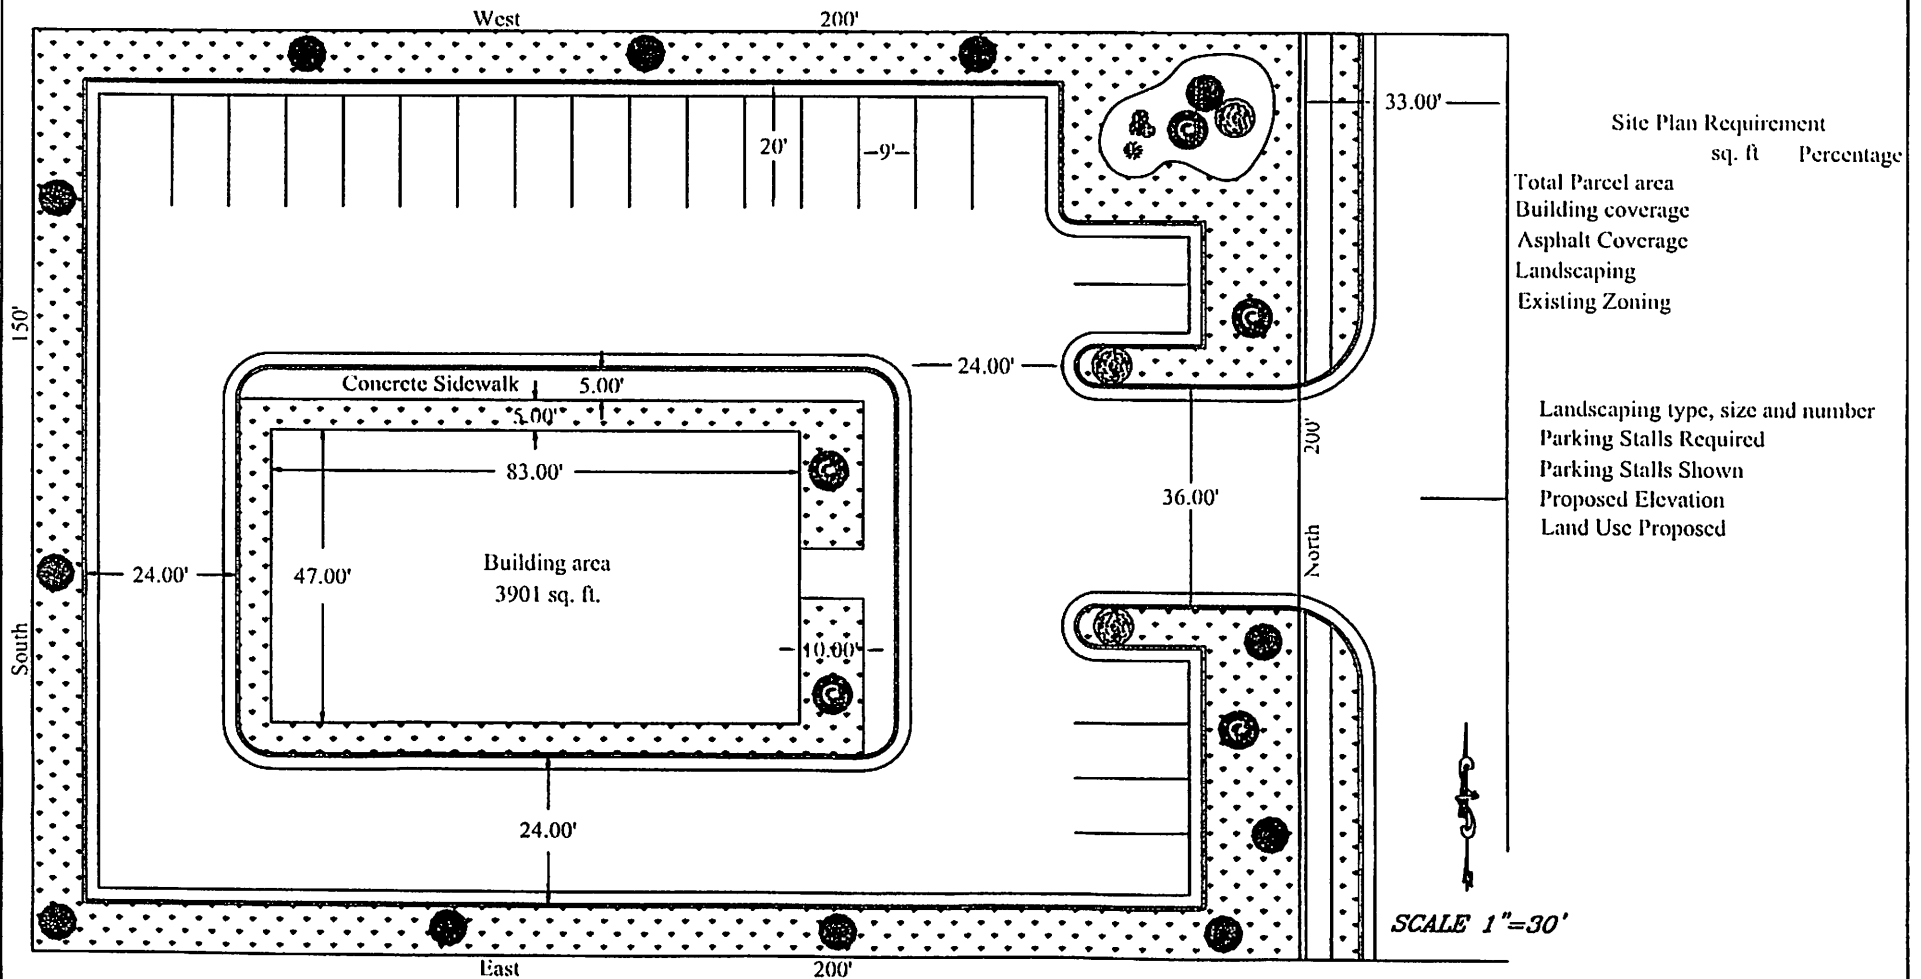 West 200'
33.00'
Site Plan Requirement
sq. ft Percentage
Total Parcel area
Building coverage
Asphalt Coverage
Landscaping
Existing Zoning
20'
9'
150'
South
Concrete Sidewalk
5.00'
5.00'
24.00'
83.00'
200'
North
36.00'
Landscaping type, size and number
Parking Stalls Required
Parking Stalls Shown
Proposed Elevation
Land Use Proposed
24.00'
47.00'
Building area
3901 sq. ft.
10.00'
24.00'
SCALE 1"=30'
East 200'